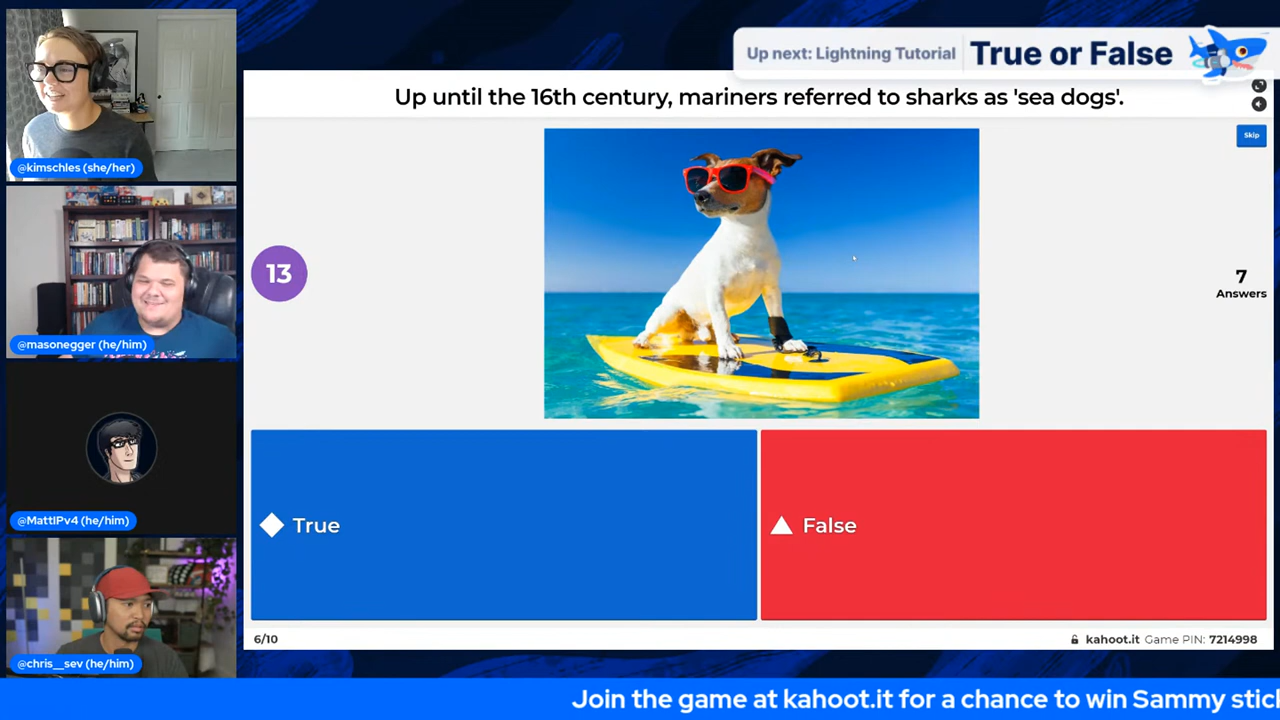 Up next: Lightning Tutorial
True or False
Up until the 16th century, mariners referred to sharks as 'sea dogs'.
Skip
13
7
Answers
True
False
6/10
kahoot.it Game PIN: 7214998
@kimschles (she/her)
@masonegger (he/him)
@MattIPv4 (he/him)
@chris__sev (he/him)
Join the game at kahoot.it for a chance to win Sammy stic